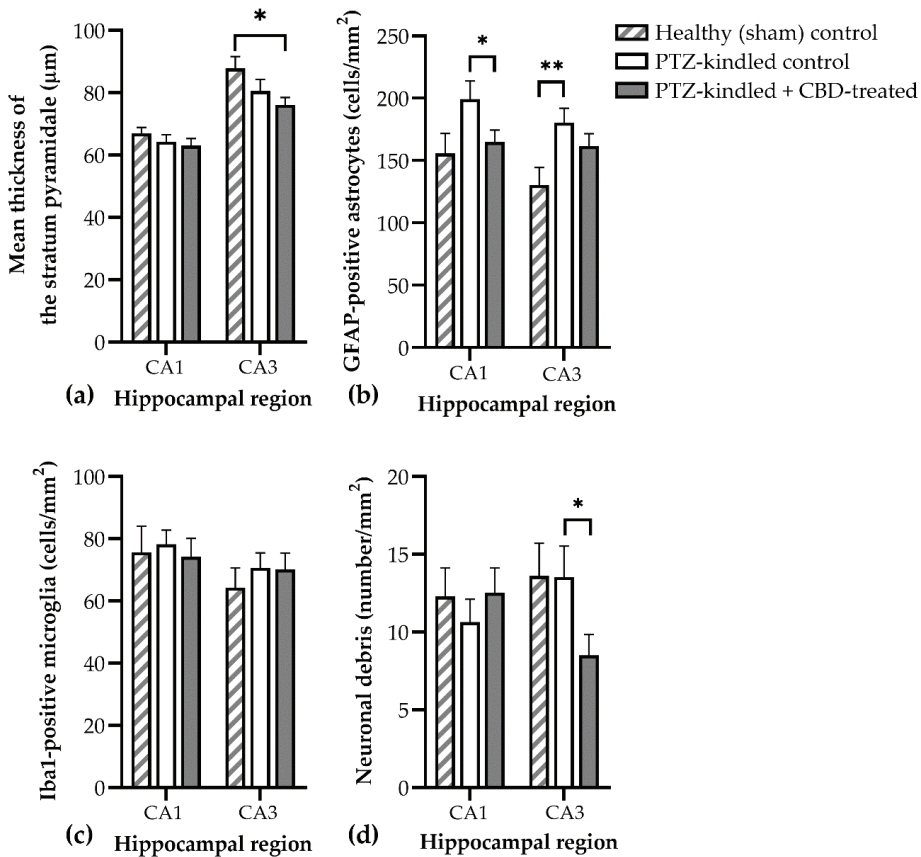 Mean thickness of
the stratum pyramidale (μm)
100
80
60
40
20
0
*
CA1
CA3
(a)
Hippocampal region
GFAP-positive astrocytes (cells/mm²)
250
200
150
100
50
0
*
**
CA1
CA3
(b)
Hippocampal region
Healthy (sham) control
PTZ-kindled control
PTZ-kindled + CBD-treated
Iba1-positive microglia (cells/mm²)
100
80
60
40
20
0
CA1
CA3
(c)
Hippocampal region
Neuronal debris (number/mm²)
20
15
10
5
0
*
CA1
CA3
(d)
Hippocampal region